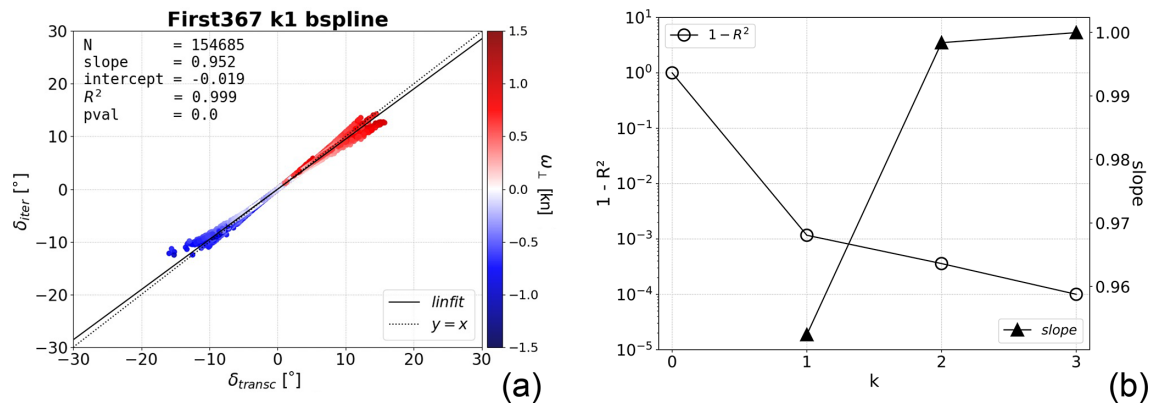 First367 k1 bspline
N = 154685
slope = 0.952
intercept = -0.019
R² = 0.999
pval = 0.0
30
20
10
0
−10
−20
−30
−30
−20
−10
0
10
20
30
δiter [°]
δtransc [°]
linfit
y = x
1.5
1.0
0.5
0.0
−0.5
−1.0
−1.5
ω⊥ [kn]
(a)
1 − R²
10¹
10⁰
10⁻¹
10⁻²
10⁻³
10⁻⁴
10⁻⁵
1 - R²
0
1
2
3
k
1.00
0.99
0.98
0.97
0.96
slope
slope
(b)